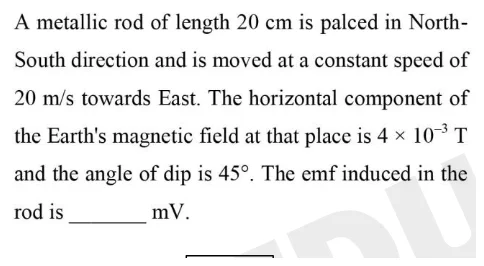 A metallic rod of length 20 cm is palced in North-
South direction and is moved at a constant speed of
20 m/s towards East. The horizontal component of
the Earth's magnetic field at that place is 4 × 10⁻³ T
and the angle of dip is 45°. The emf induced in the
rod is ________ mV.